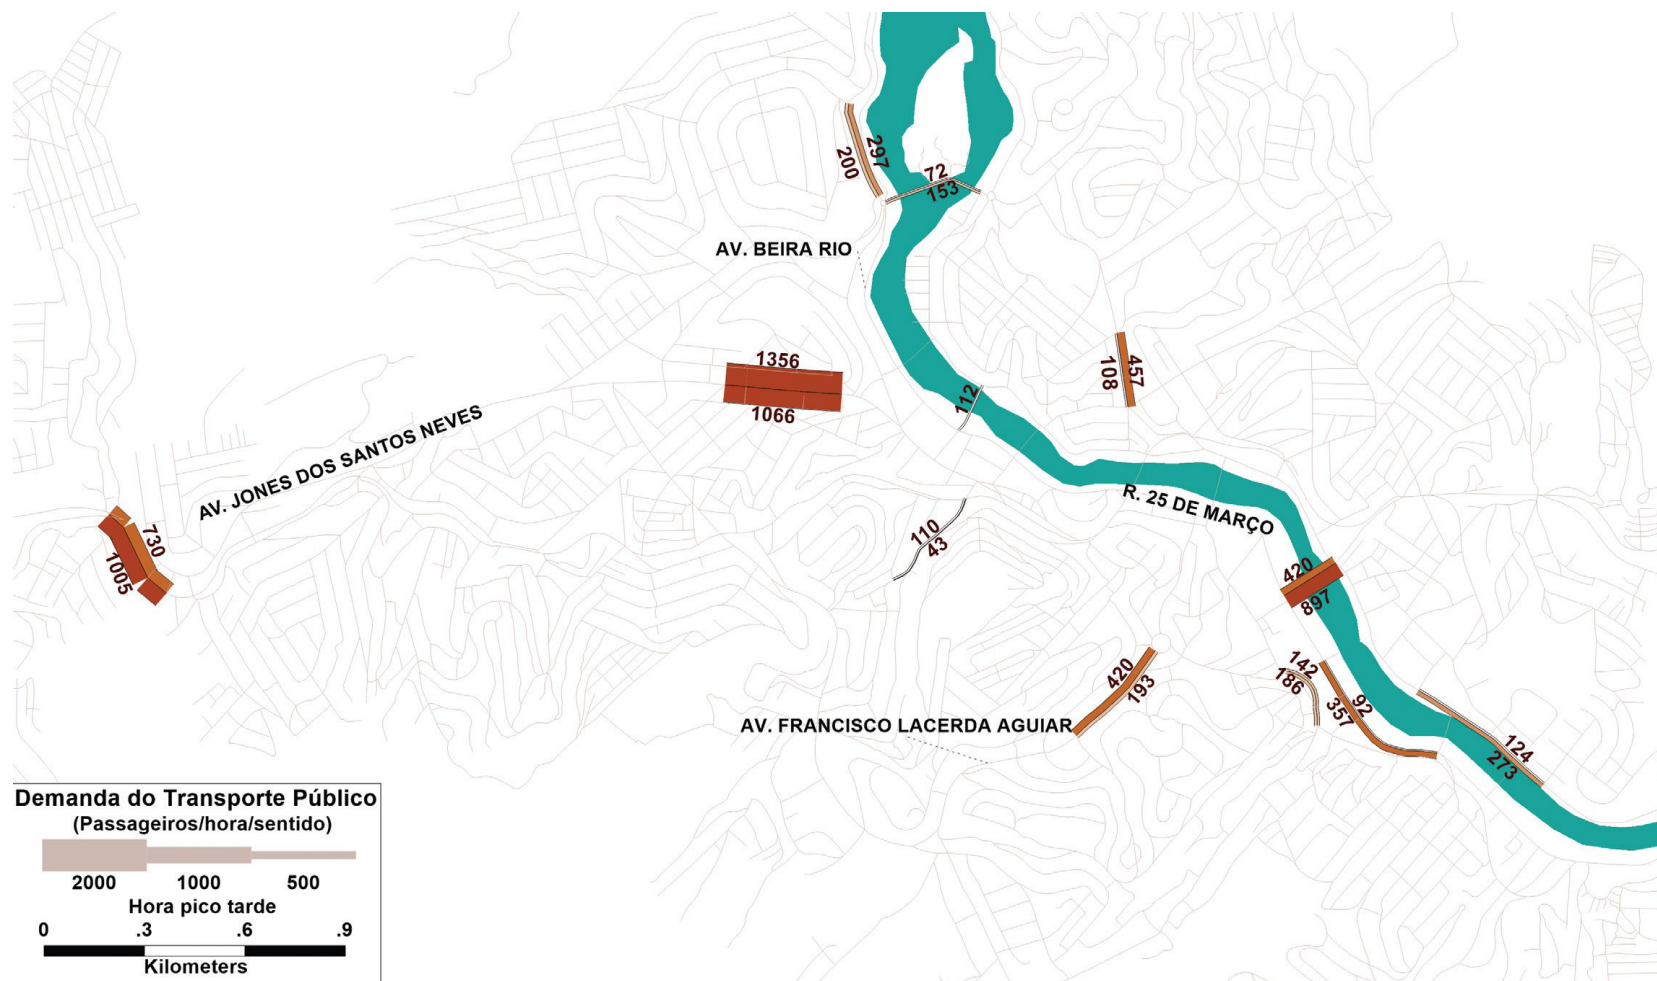 297
200
72
153
AV. BEIRA RIO
1356
1066
457
108
112
AV. JONES DOS SANTOS NEVES
R. 25 DE MARÇO
730
1005
110
43
420
897
420
193
142
186
92
357
AV. FRANCISCO LACERDA AGUIAR
124
273
Demanda do Transporte Público
(Passageiros/hora/sentido)
2000 1000 500
Hora pico tarde
0 .3 .6 .9
Kilometers